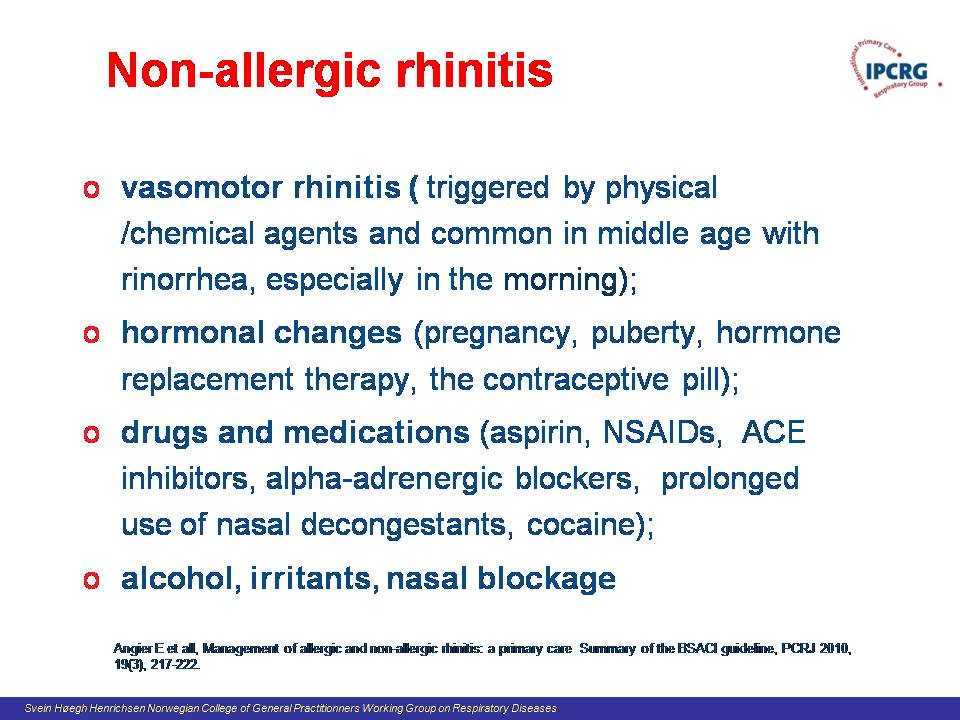 Non-allergic rhinitis
International Primary Care
IPCRG
Respiratory Group
o vasomotor rhinitis ( triggered by physical
/chemical agents and common in middle age with
rinorrhea, especially in the morning);
o hormonal changes (pregnancy, puberty, hormone
replacement therapy, the contraceptive pill);
o drugs and medications (aspirin, NSAIDs, ACE
inhibitors, alpha-adrenergic blockers, prolonged
use of nasal decongestants, cocaine);
o alcohol, irritants, nasal blockage
Angier E et all, Management of allergic and non-allergic rhinitis: a primary care Summary of the BSACI guideline, PCRJ 2010,
19(3), 217-222.
Svein Høegh Henrichsen Norwegian College of General Practitionners Working Group on Respiratory Diseases